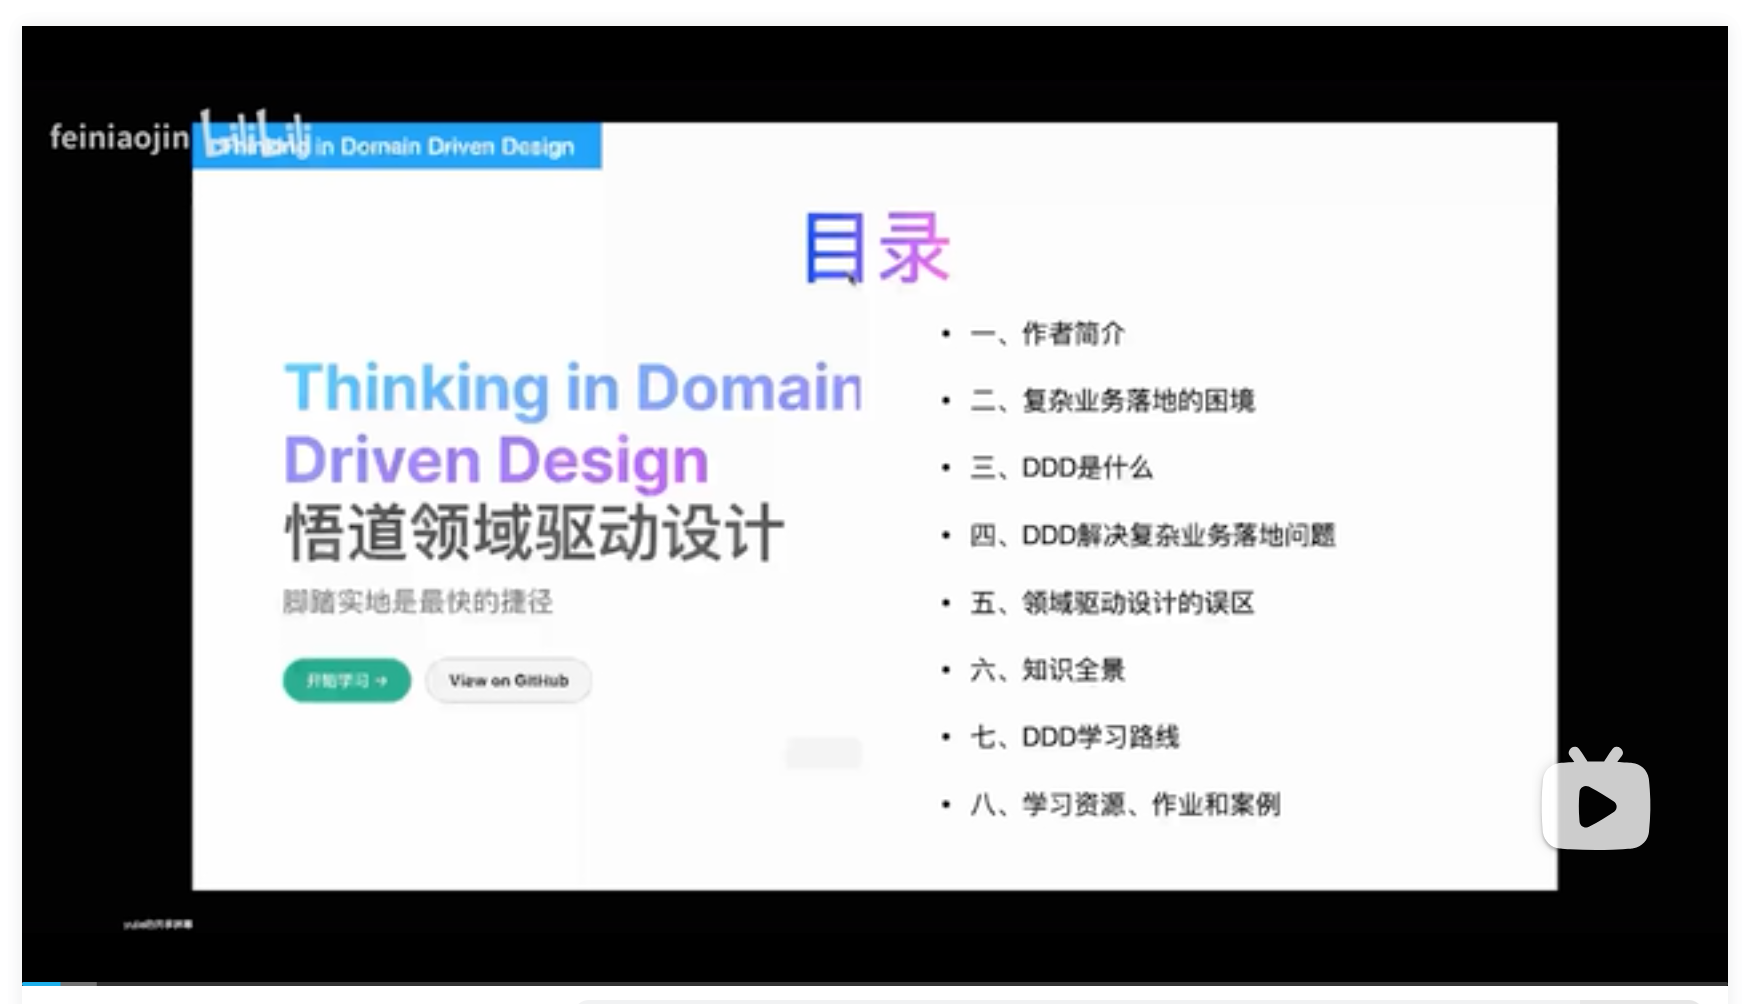 feiniaojin bilibili
Thinking in Domain Driven Design
目录
Thinking in Domain
Driven Design
悟道领域驱动设计
脚踏实地是最快的捷径
开始学习 →
View on GitHub
• 一、作者简介
• 二、复杂业务落地的困境
• 三、DDD是什么
• 四、DDD解决复杂业务落地问题
• 五、领域驱动设计的误区
• 六、知识全景
• 七、DDD学习路线
• 八、学习资源、作业和案例